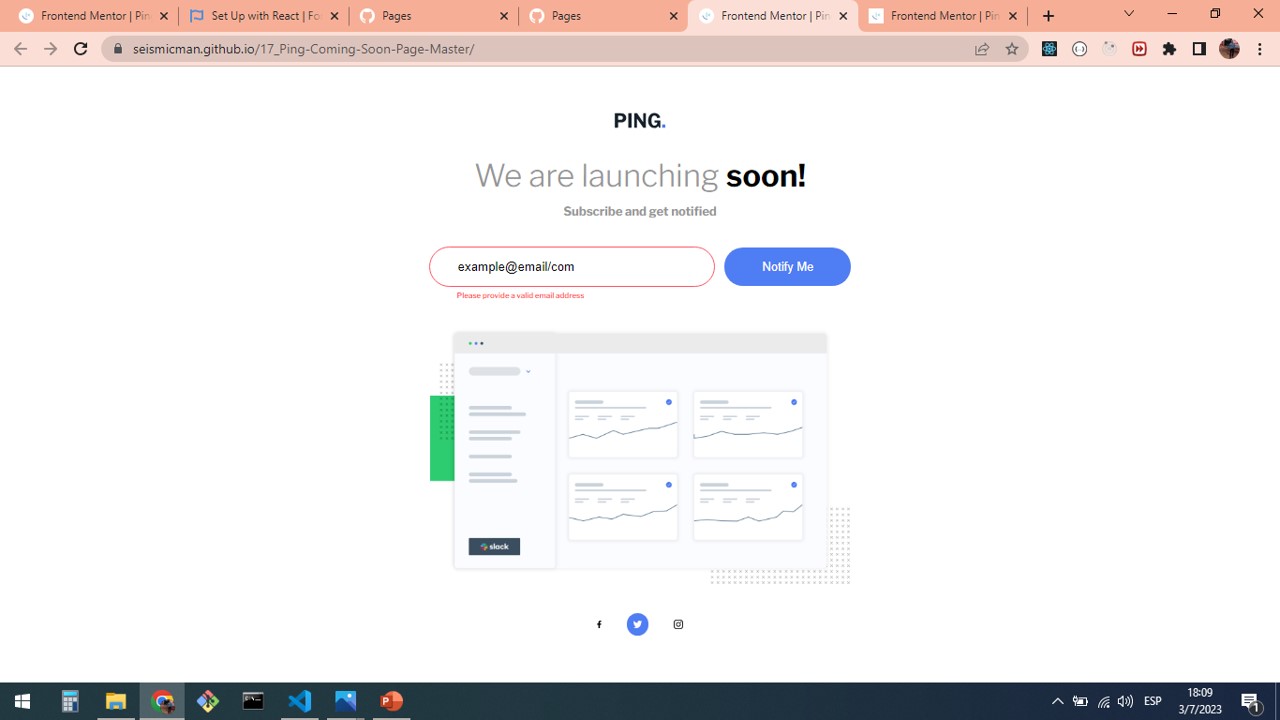 Frontend Mentor | Pin
Set Up with React | Fo
Pages
Pages
Frontend Mentor | Pin
Frontend Mentor | Pin
seismicman.github.io/17_Ping-Coming-Soon-Page-Master/
PING.
We are launching soon!
Subscribe and get notified
example@email/com
Notify Me
Please provide a valid email address
slack
ESP
18:09
3/7/2023
1